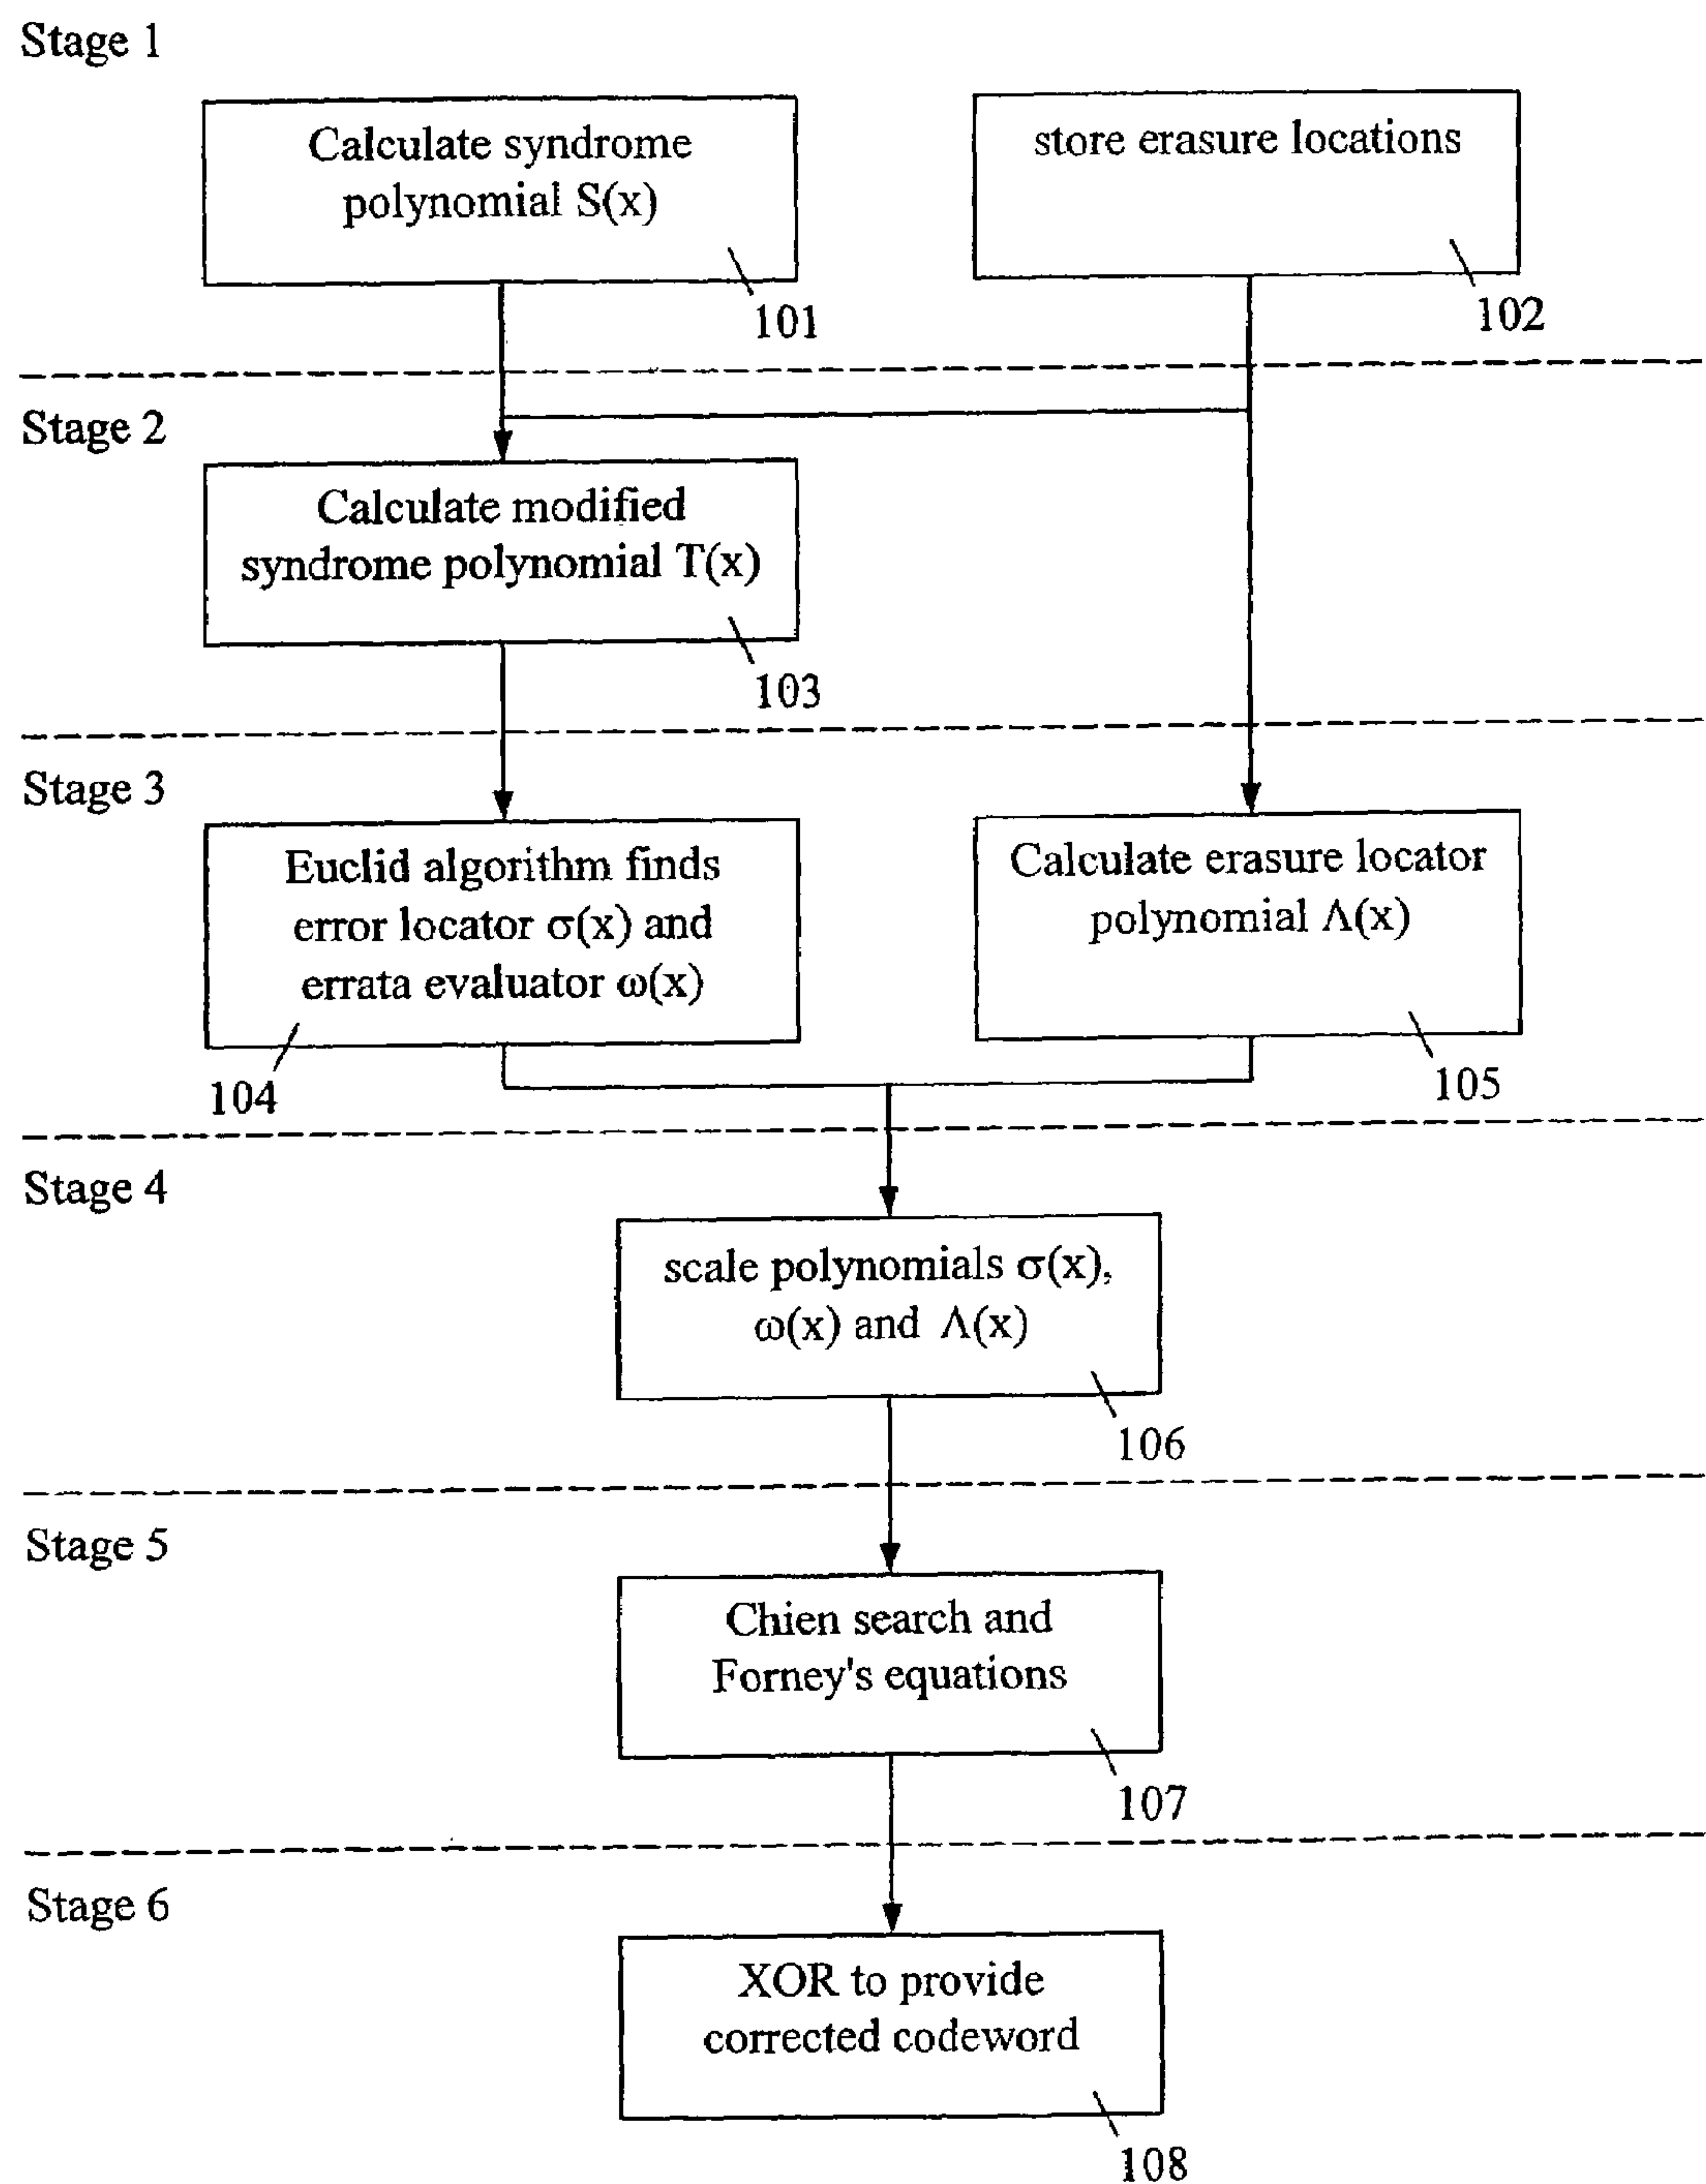 Stage 1
Calculate syndrome
polynomial S(x)
101
store erasure locations
102
Stage 2
Calculate modified
syndrome polynomial T(x)
103
Stage 3
Euclid algorithm finds
error locator σ(x) and
errata evaluator ω(x)
104
Calculate erasure locator
polynomial Λ(x)
105
Stage 4
scale polynomials σ(x),
ω(x) and Λ(x)
106
Stage 5
Chien search and
Forney's equations
107
Stage 6
XOR to provide
corrected codeword
108